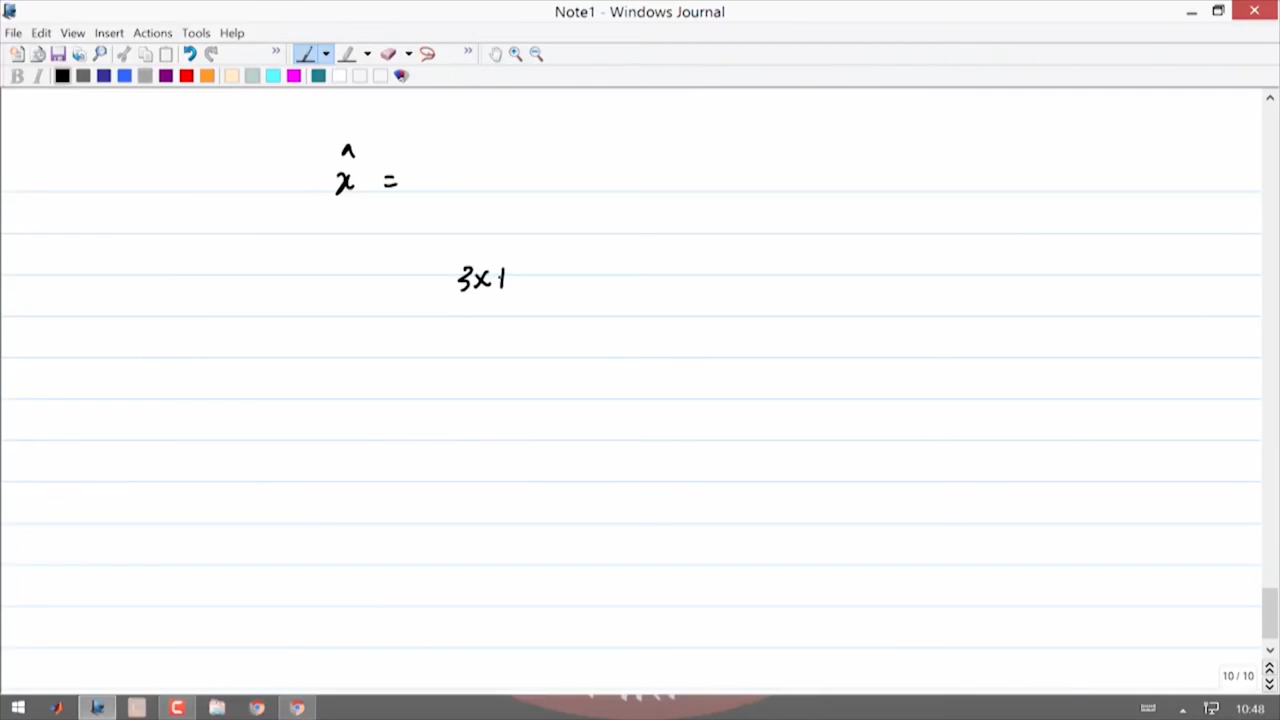 Note1 - Windows Journal
File Edit View Insert Actions Tools Help
B I
x̂ =
3x1
10 / 10
10:48